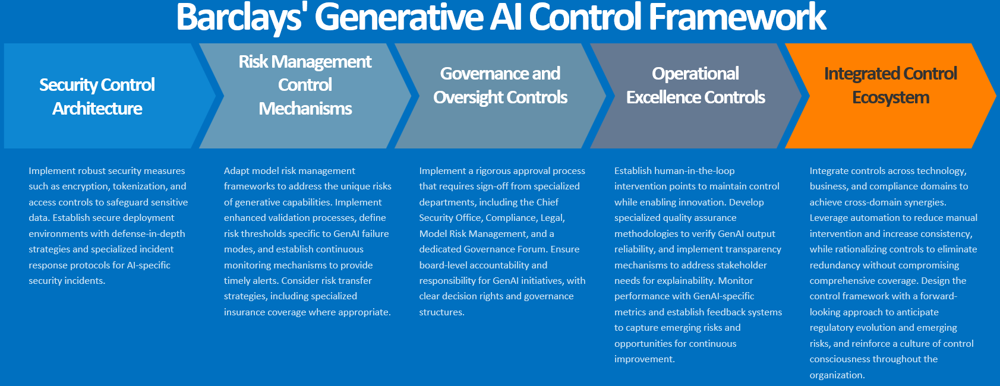 Barclays' Generative AI Control Framework
Security Control
Architecture
Risk Management
Control
Mechanisms
Governance and
Oversight Controls
Operational
Excellence Controls
Integrated Control
Ecosystem
Implement robust security measures
such as encryption, tokenization, and
access controls to safeguard sensitive
data. Establish secure deployment
environments with defense-in-depth
strategies and specialized incident
response protocols for AI-specific
security incidents.
Adapt model risk management
frameworks to address the unique risks
of generative capabilities. Implement
enhanced validation processes, define
risk thresholds specific to GenAI failure
modes, and establish continuous
monitoring mechanisms to provide
timely alerts. Consider risk transfer
strategies, including specialized
insurance coverage where appropriate.
Implement a rigorous approval process
that requires sign-off from specialized
departments, including the Chief
Security Office, Compliance, Legal,
Model Risk Management, and a
dedicated Governance Forum. Ensure
board-level accountability and
responsibility for GenAI initiatives, with
clear decision rights and governance
structures.
Establish human-in-the-loop
intervention points to maintain control
while enabling innovation. Develop
specialized quality assurance
methodologies to verify GenAI output
reliability, and implement transparency
mechanisms to address stakeholder
needs for explainability. Monitor
performance with GenAI-specific
metrics and establish feedback systems
to capture emerging risks and
opportunities for continuous
improvement.
Integrate controls across technology,
business, and compliance domains to
achieve cross-domain synergies.
Leverage automation to reduce manual
intervention and increase consistency,
while rationalizing controls to eliminate
redundancy without compromising
comprehensive coverage. Design the
control framework with a forward-
looking approach to anticipate
regulatory evolution and emerging
risks, and reinforce a culture of control
consciousness throughout the
organization.